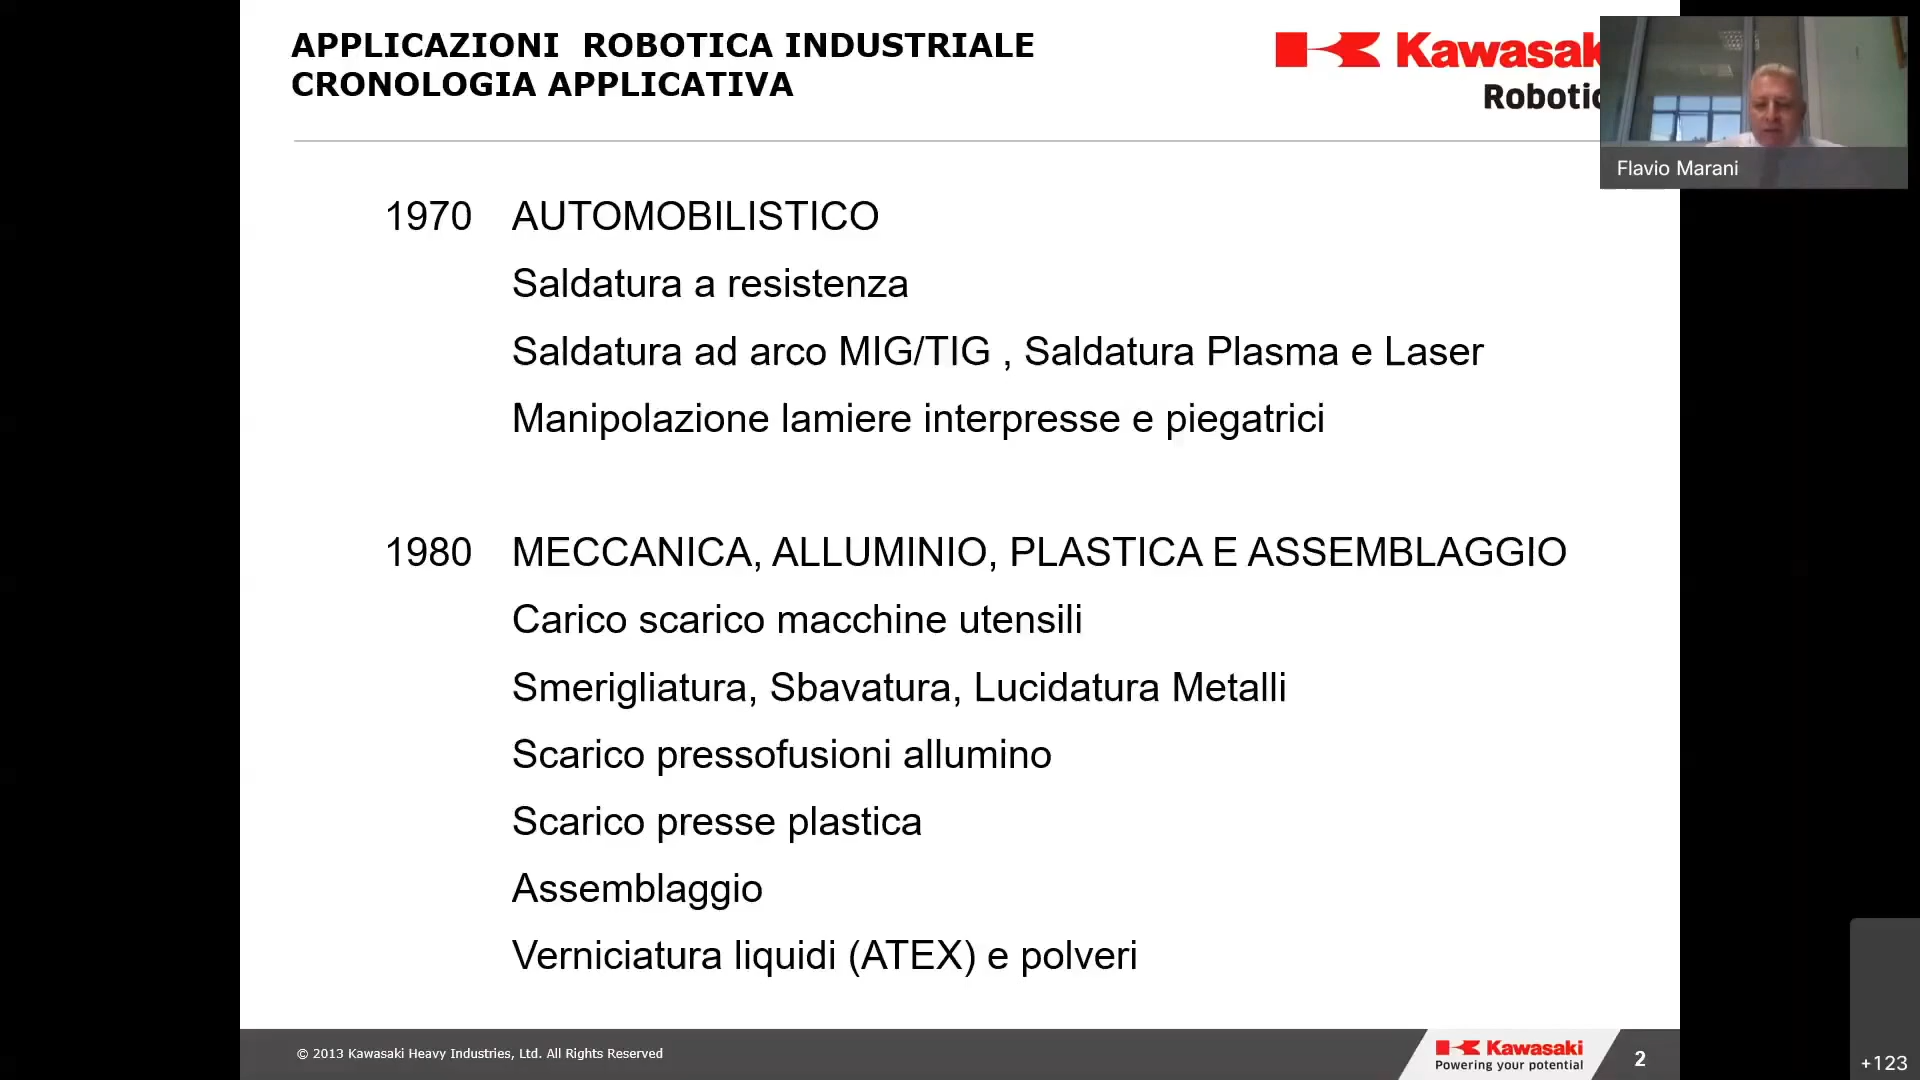 APPLICAZIONI ROBOTICA INDUSTRIALE
CRONOLOGIA APPLICATIVA
Kawasak
Robotic
Flavio Marani
1970 AUTOMOBILISTICO
Saldatura a resistenza
Saldatura ad arco MIG/TIG , Saldatura Plasma e Laser
Manipolazione lamiere interpresse e piegatrici
1980 MECCANICA, ALLUMINIO, PLASTICA E ASSEMBLAGGIO
Carico scarico macchine utensili
Smerigliatura, Sbavatura, Lucidatura Metalli
Scarico pressofusioni allumino
Scarico presse plastica
Assemblaggio
Verniciatura liquidi (ATEX) e polveri
© 2013 Kawasaki Heavy Industries, Ltd. All Rights Reserved
Kawasaki
Powering your potential
2
+123